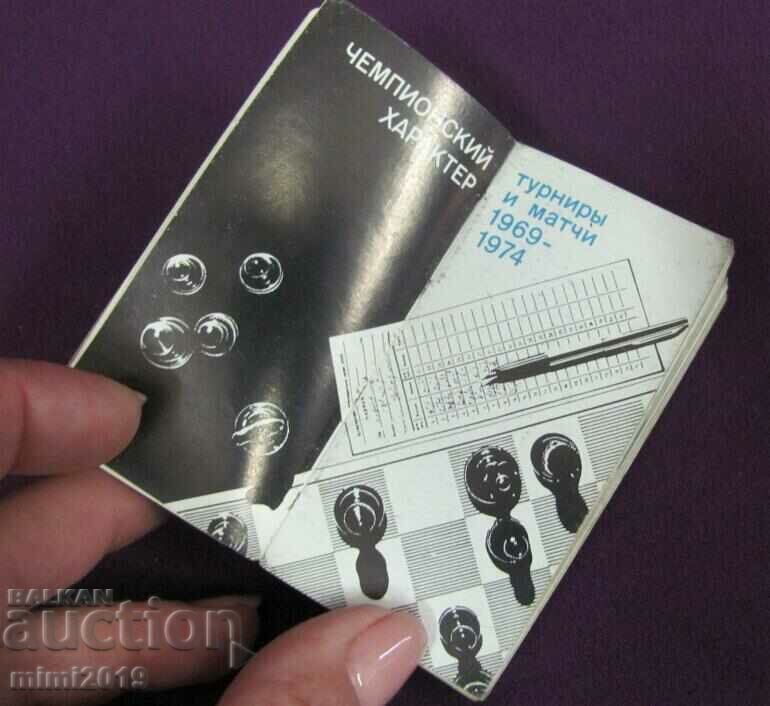 ЧЕМПИОНСКИЙ
ХАРАКТЕР
турниры
и матчи
1969-
1974
BALKAN
auction
mimi2019